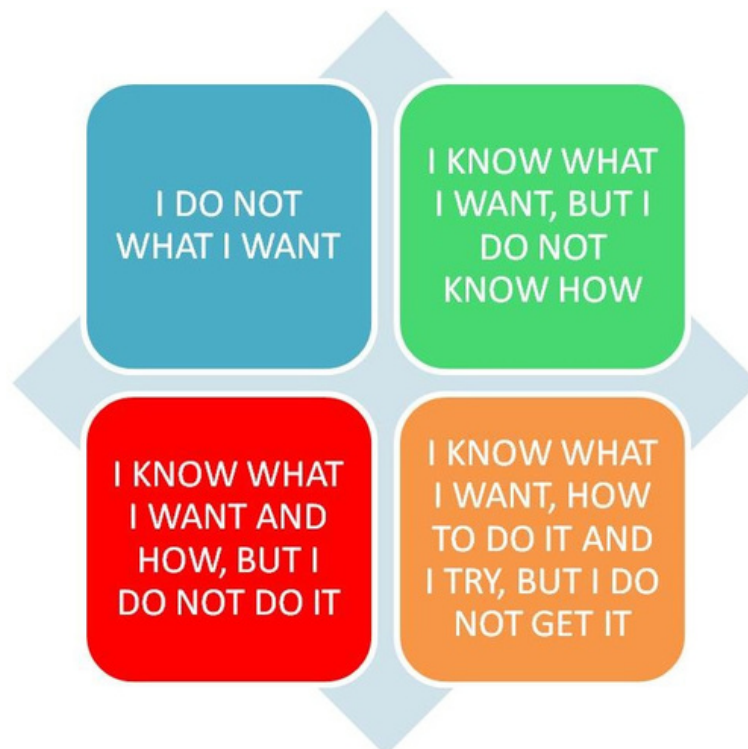 I DO NOT
WHAT I WANT
I KNOW WHAT
I WANT, BUT I
DO NOT
KNOW HOW
I KNOW WHAT
I WANT AND
HOW, BUT I
DO NOT DO IT
I KNOW WHAT
I WANT, HOW
TO DO IT AND
I TRY, BUT I DO
NOT GET IT